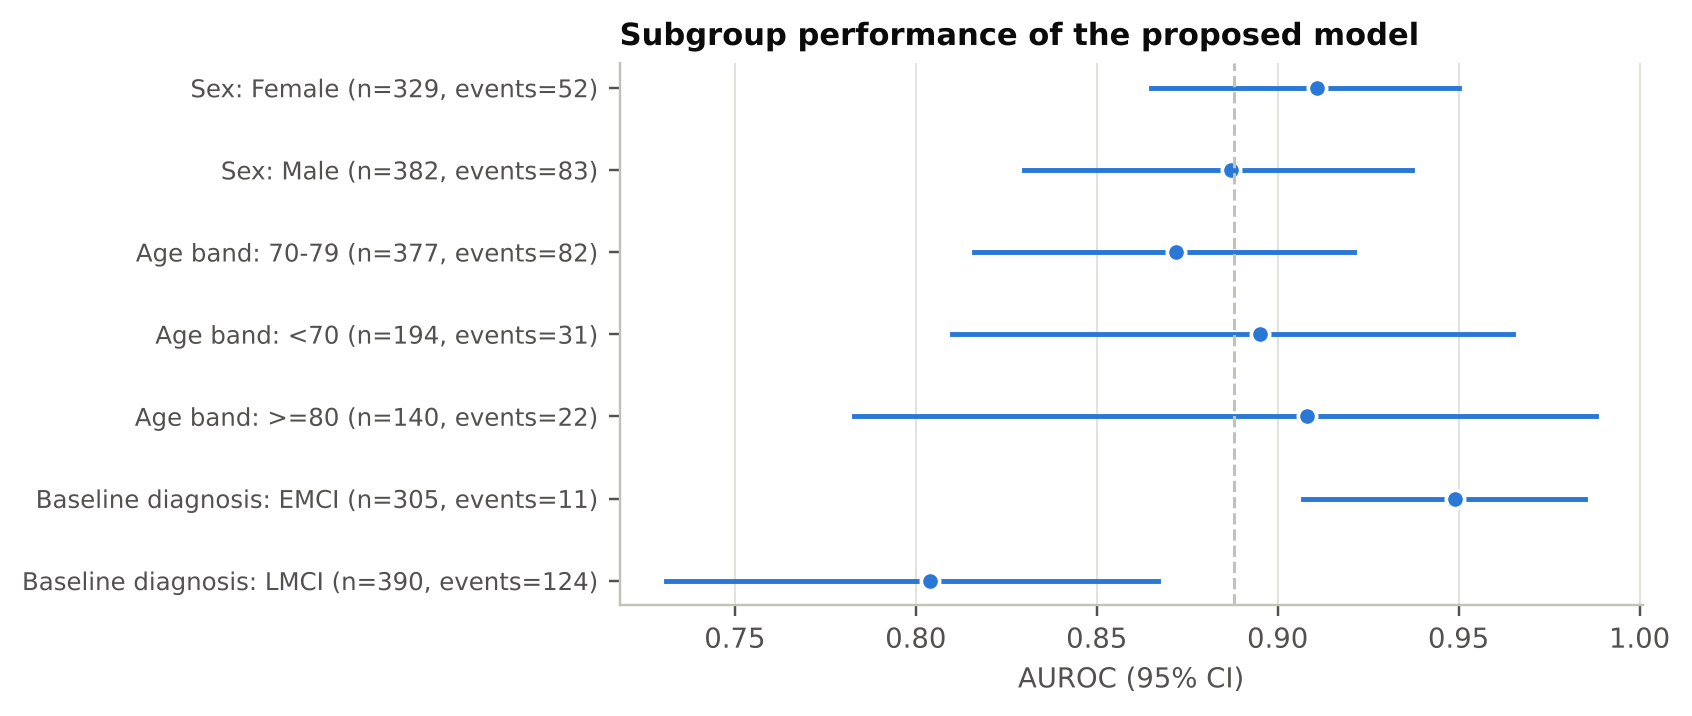 Subgroup performance of the proposed model
Sex: Female (n=329, events=52)
Sex: Male (n=382, events=83)
Age band: 70-79 (n=377, events=82)
Age band: <70 (n=194, events=31)
Age band: >=80 (n=140, events=22)
Baseline diagnosis: EMCI (n=305, events=11)
Baseline diagnosis: LMCI (n=390, events=124)
0.75 0.80 0.85 0.90 0.95 1.00
AUROC (95% CI)